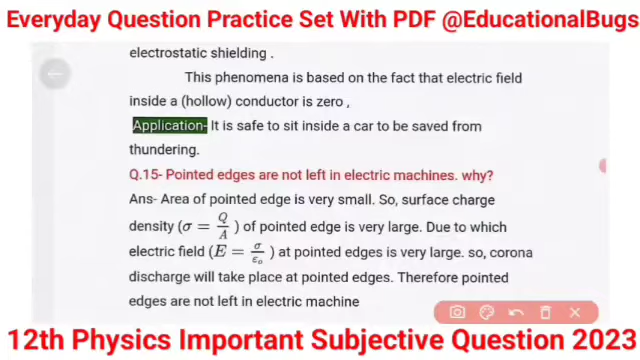 Everyday Question Practice Set With PDF @EducationalBugs
electrostatic shielding .
This phenomena is based on the fact that electric field
inside a (hollow) conductor is zero ,
Application- It is safe to sit inside a car to be saved from
thundering.
Q.15- Pointed edges are not left in electric machines. why?
Ans- Area of pointed edge is very small. So, surface charge
density (σ = Q/A) of pointed edge is very large. Due to which
electric field (E = σ/ε₀) at pointed edges is very large. so, corona
discharge will take place at pointed edges. Therefore pointed
edges are not left in electric machine
12th Physics Important Subjective Question 2023